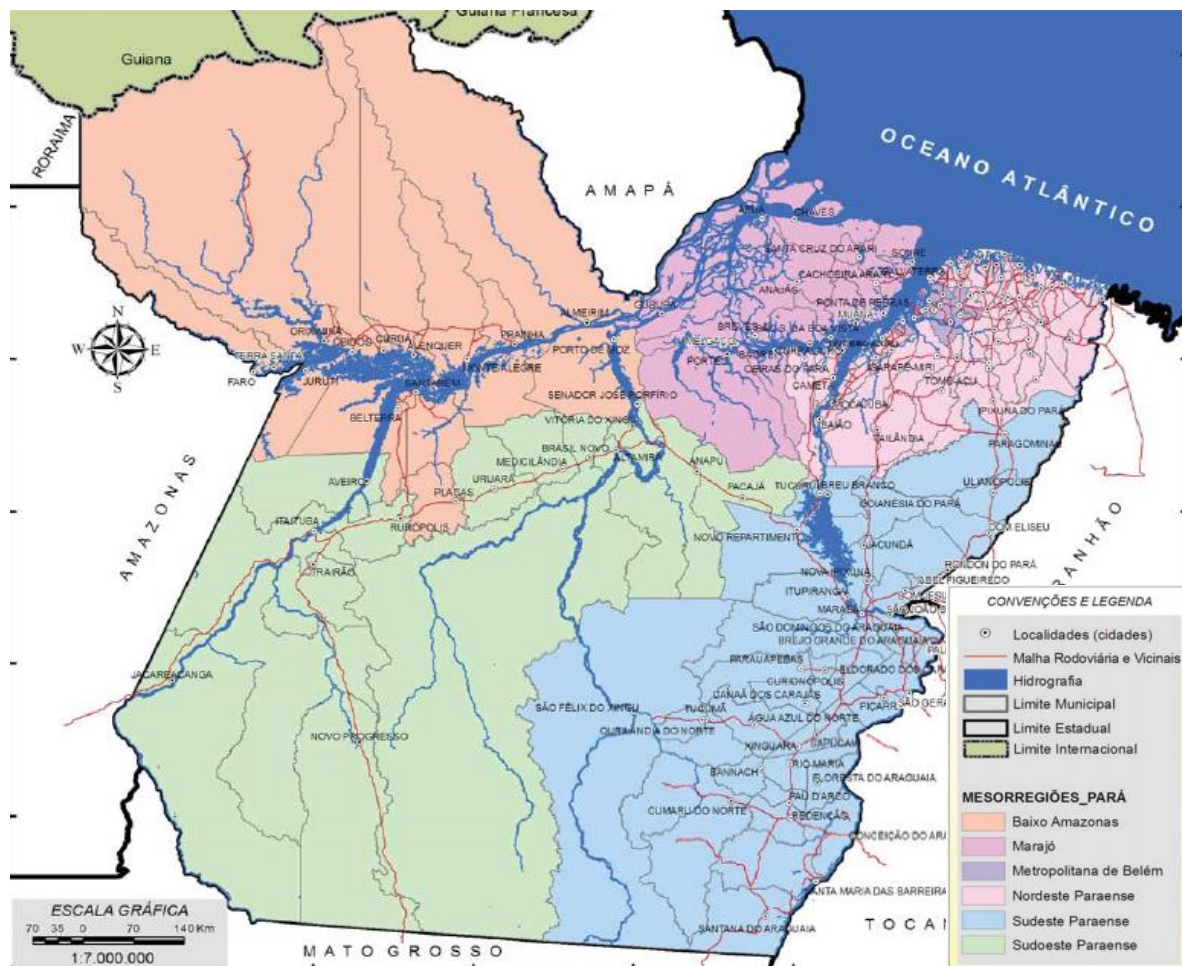 Guiana Francesa
Guiana
RORAIMA
AMAPÁ
OCEANO ATLÂNTICO
AFUÁ
CHAVES
SANTA CRUZ DO ARARI
SOURE
CACHOEIRA ARARI
ANAJÁS
GURUPÁ
PONTA DE PEDRAS
MUANÁ
ALMEIRIM
PRAINHA
PORTO DE MOZ
BREVES
MELGAÇO
PORTEL
OEIRAS DO PARÁ
CAMETÁ
IGARAPÉ-MIRI
TOMÉ-AÇU
N
W
E
S
ORIXIMINÁ
ÓBIDOS
CURUÁ
ALENQUER
TERRA SANTA
FARO
JURUTI
SANTARÉM
MONTE ALEGRE
BELTERRA
SENADOR JOSÉ PORFÍRIO
VITÓRIA DO XINGU
MOCAJUBA
BAIÃO
IPIXUNA DO PARÁ
TAILÂNDIA
PARAGOMINAS
BRASIL NOVO
MEDICILÂNDIA
ALTAMIRA
ANAPU
URUARÁ
AVEIRO
PLACAS
PACAJÁ
TUCURUÍ
BREU BRANCO
ULIANÓPOLIS
GOIANÉSIA DO PARÁ
ITAITUBA
RURÓPOLIS
NOVO REPARTIMENTO
DOM ELISEU
AMAZONAS
JACUNDÁ
TRAIRÃO
RONDON DO PARÁ
RANHÃO
NOVA IPIXUNA
ABEL FIGUEIREDO
ITUPIRANGA
MARABÁ
SÃO DOMINGOS DO ARAGUAIA
BREJO GRANDE DO ARAGUAIA
PARAUAPEBAS
CURIONÓPOLIS
JACAREACANGA
CANAÃ DOS CARAJÁS
PICARR
SÃO GERA
SÃO FÉLIX DO XINGU
TUCUMÃ
ÁGUA AZUL DO NORTE
OURILÂNDIA DO NORTE
NOVO PROGRESSO
XINGUARA
SAPUCAIA
RIO MARIA
BANNACH
FLORESTA DO ARAGUAIA
PAU D'ARCO
CUMARU DO NORTE
REDENÇÃO
CONCEIÇÃO DO ARA
SANTA MARIA DAS BARREIRA
SANTANA DO ARAGUAIA
TOCAN
MATO GROSSO
ESCALA GRÁFICA
70 35 0 70 140 Km
1:7.000.000
CONVENÇÕES E LEGENDA
Localidades (cidades)
Malha Rodoviária e Vicinais
Hidrografia
Limite Municipal
Limite Estadual
Limite Internacional
MESORREGIÕES_PARÁ
Baixo Amazonas
Marajó
Metropolitana de Belém
Nordeste Paraense
Sudeste Paraense
Sudoeste Paraense